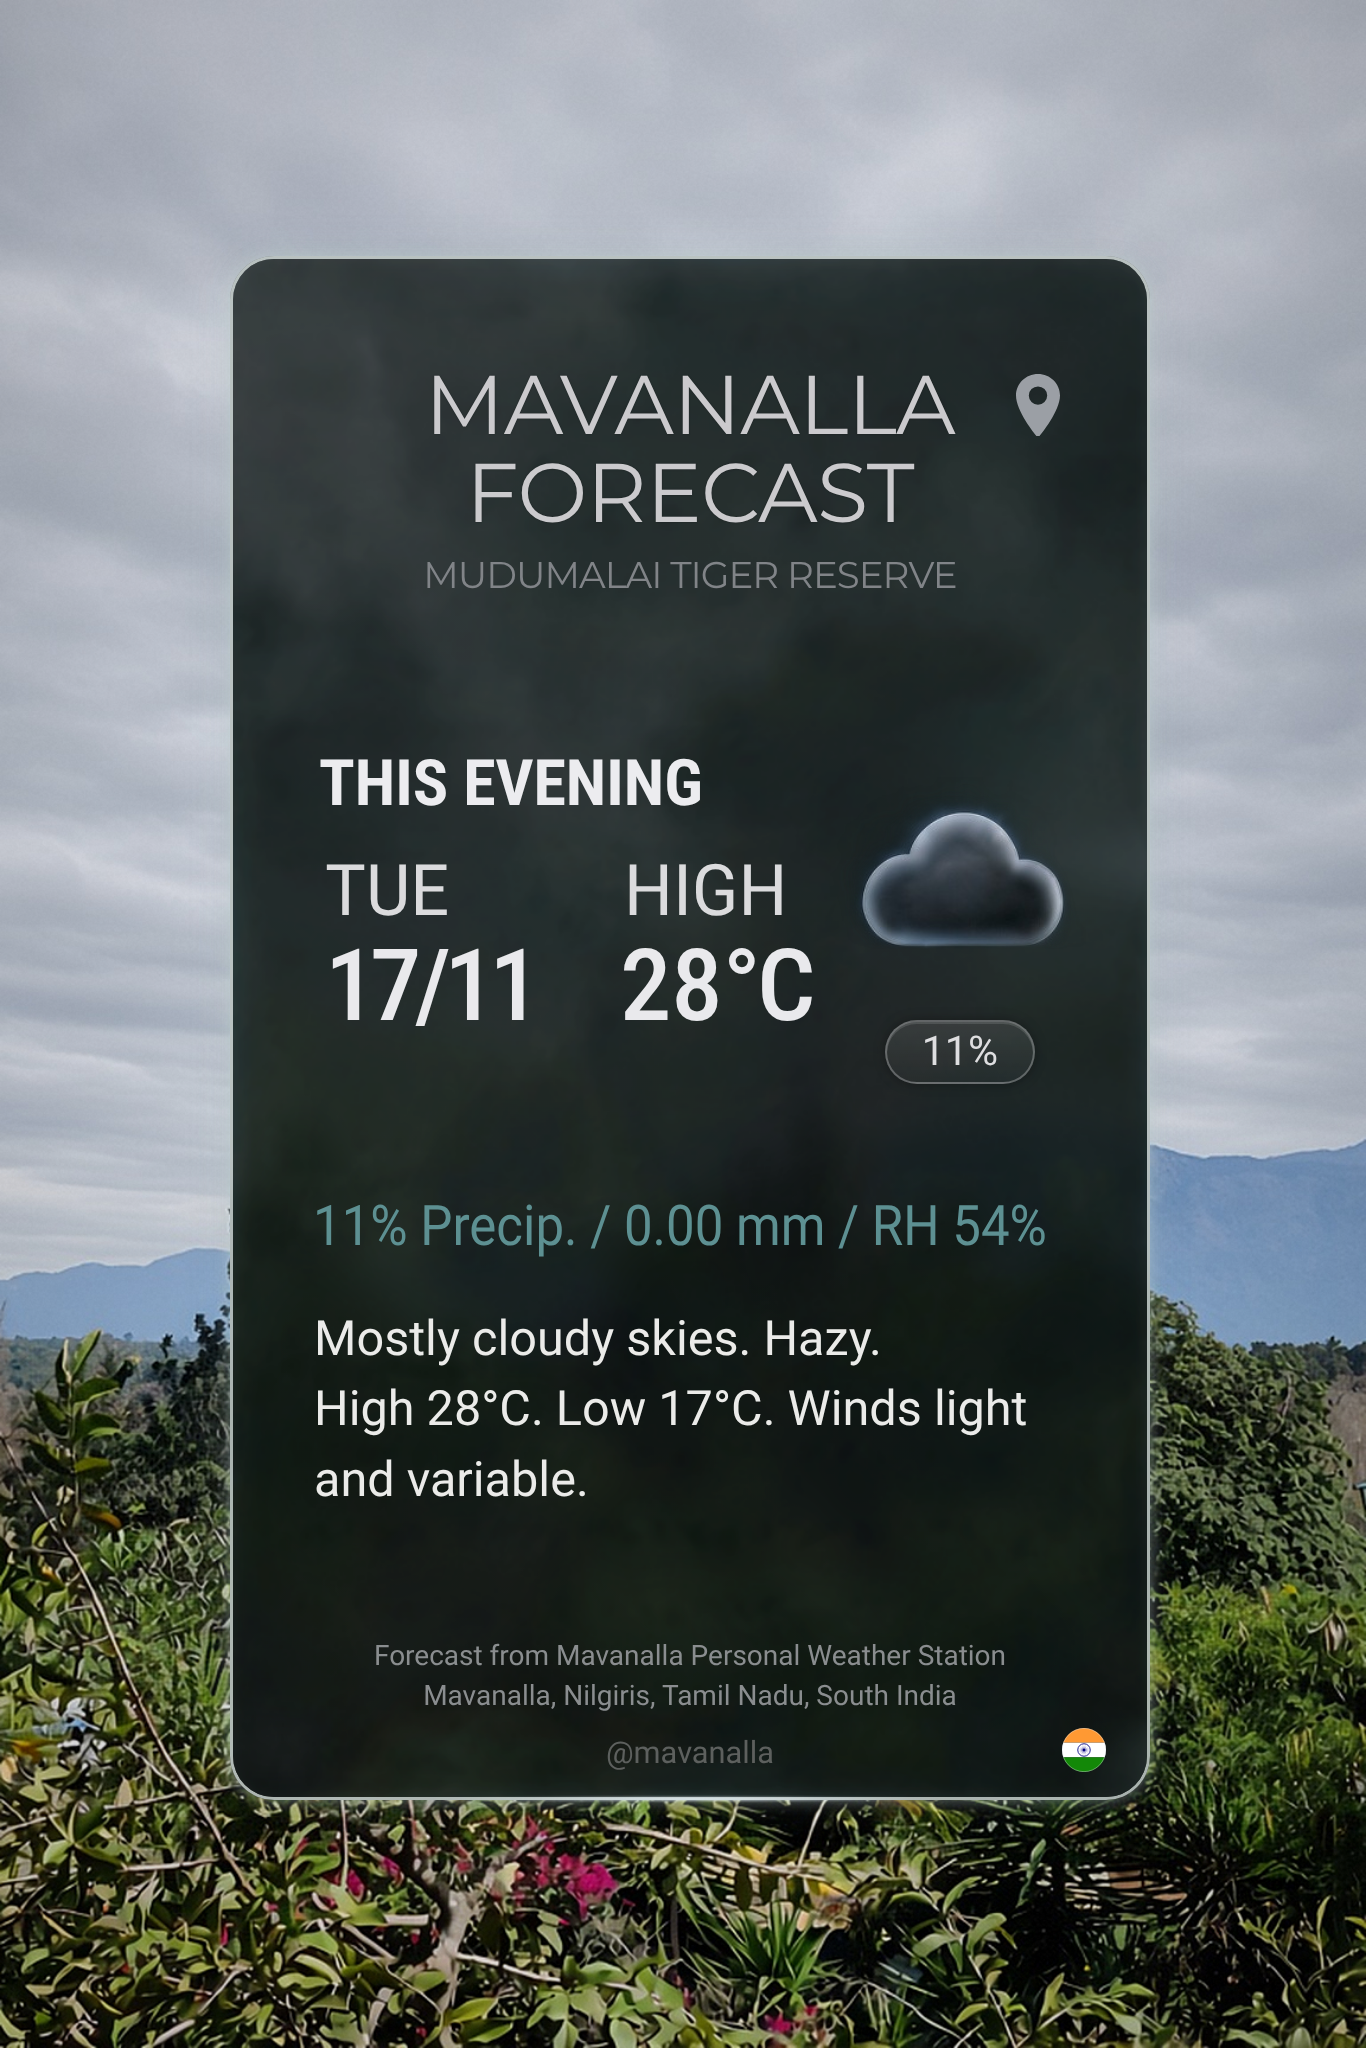 MAVANALLA
FORECAST
MUDUMALAI TIGER RESERVE
THIS EVENING
TUE HIGH
17/11 28°C
11%
11% Precip. / 0.00 mm / RH 54%
Mostly cloudy skies. Hazy.
High 28°C. Low 17°C. Winds light
and variable.
Forecast from Mavanalla Personal Weather Station
Mavanalla, Nilgiris, Tamil Nadu, South India
@mavanalla